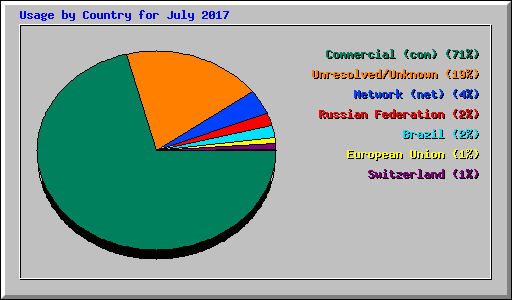 Usage by Country for July 2017
Commercial (com) (71%)
Unresolved/Unknown (19%)
Network (net) (4%)
Russian Federation (2%)
Brazil (2%)
European Union (1%)
Switzerland (1%)